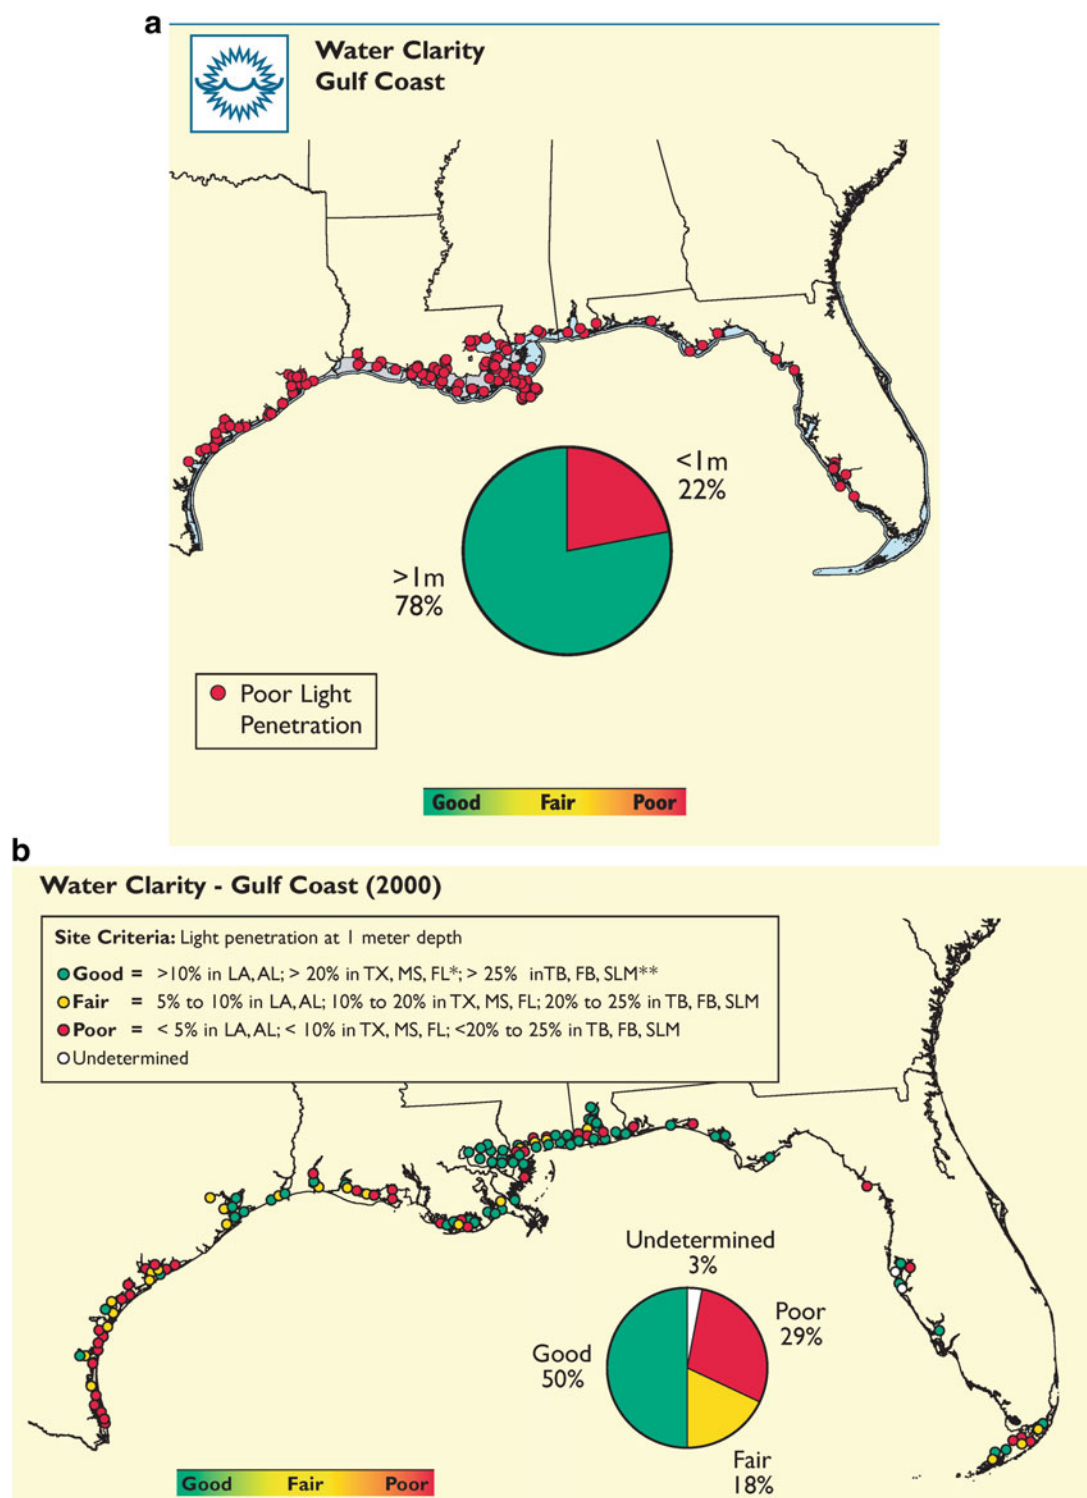 a
Water Clarity
Gulf Coast
<1m
22%
>1m
78%
Poor Light
Penetration
Good Fair Poor
b
Water Clarity - Gulf Coast (2000)
Site Criteria: Light penetration at 1 meter depth
Good = >10% in LA, AL; > 20% in TX, MS, FL*; > 25% inTB, FB, SLM**
Fair = 5% to 10% in LA, AL; 10% to 20% in TX, MS, FL; 20% to 25% in TB, FB, SLM
Poor = < 5% in LA, AL; < 10% in TX, MS, FL; <20% to 25% in TB, FB, SLM
Undetermined
Undetermined
3%
Poor
29%
Good
50%
Fair
18%
Good Fair Poor